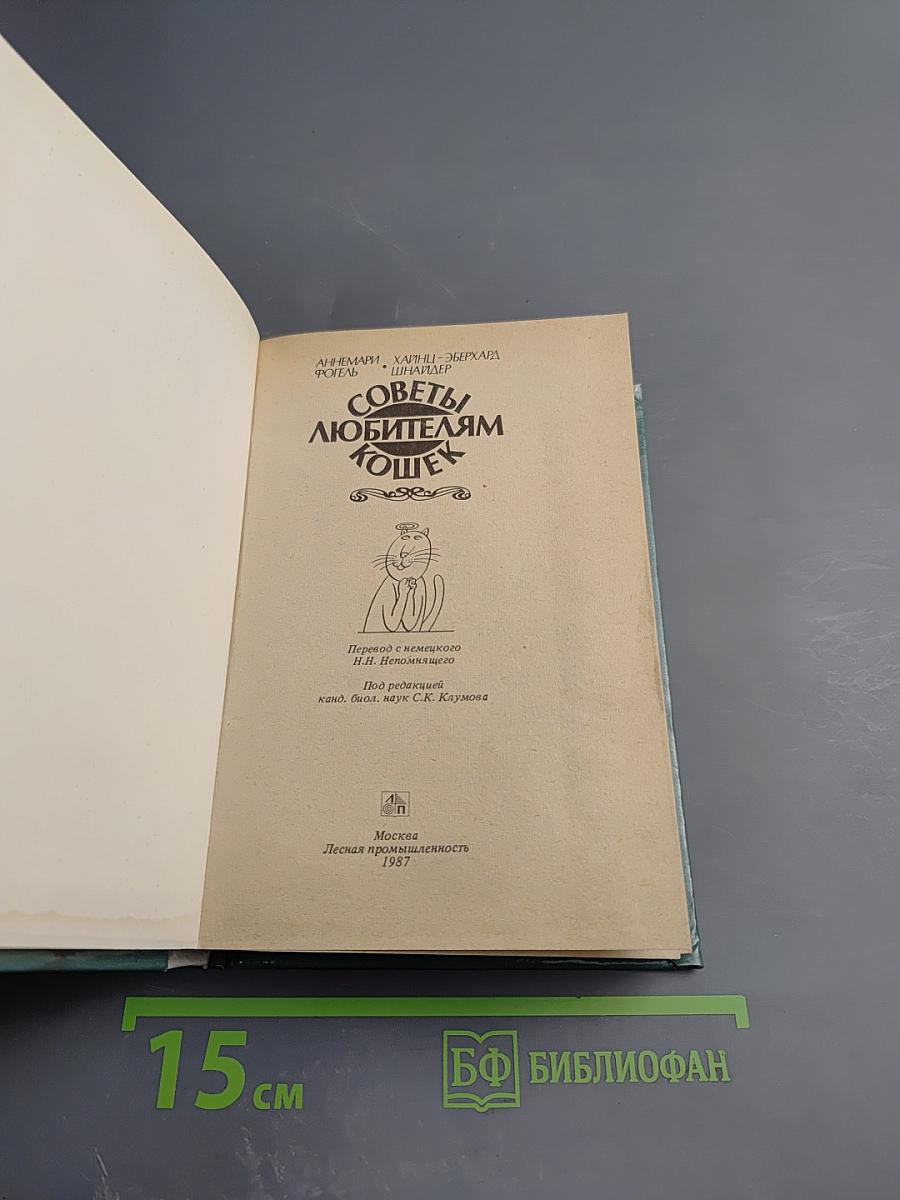 АННЕМАРИ ФОГЕЛЬ • ХАЙНЦ-ЭБЕРХАРД ШНАЙДЕР
СОВЕТЫ
ЛЮБИТЕЛЯМ
КОШЕК
Перевод с немецкого
Н.Н. Непомнящего
Под редакцией
канд. биол. наук С.К. Клумова
Л
П
Москва
Лесная промышленность
1987
15 см
БФ БИБЛИОФАН